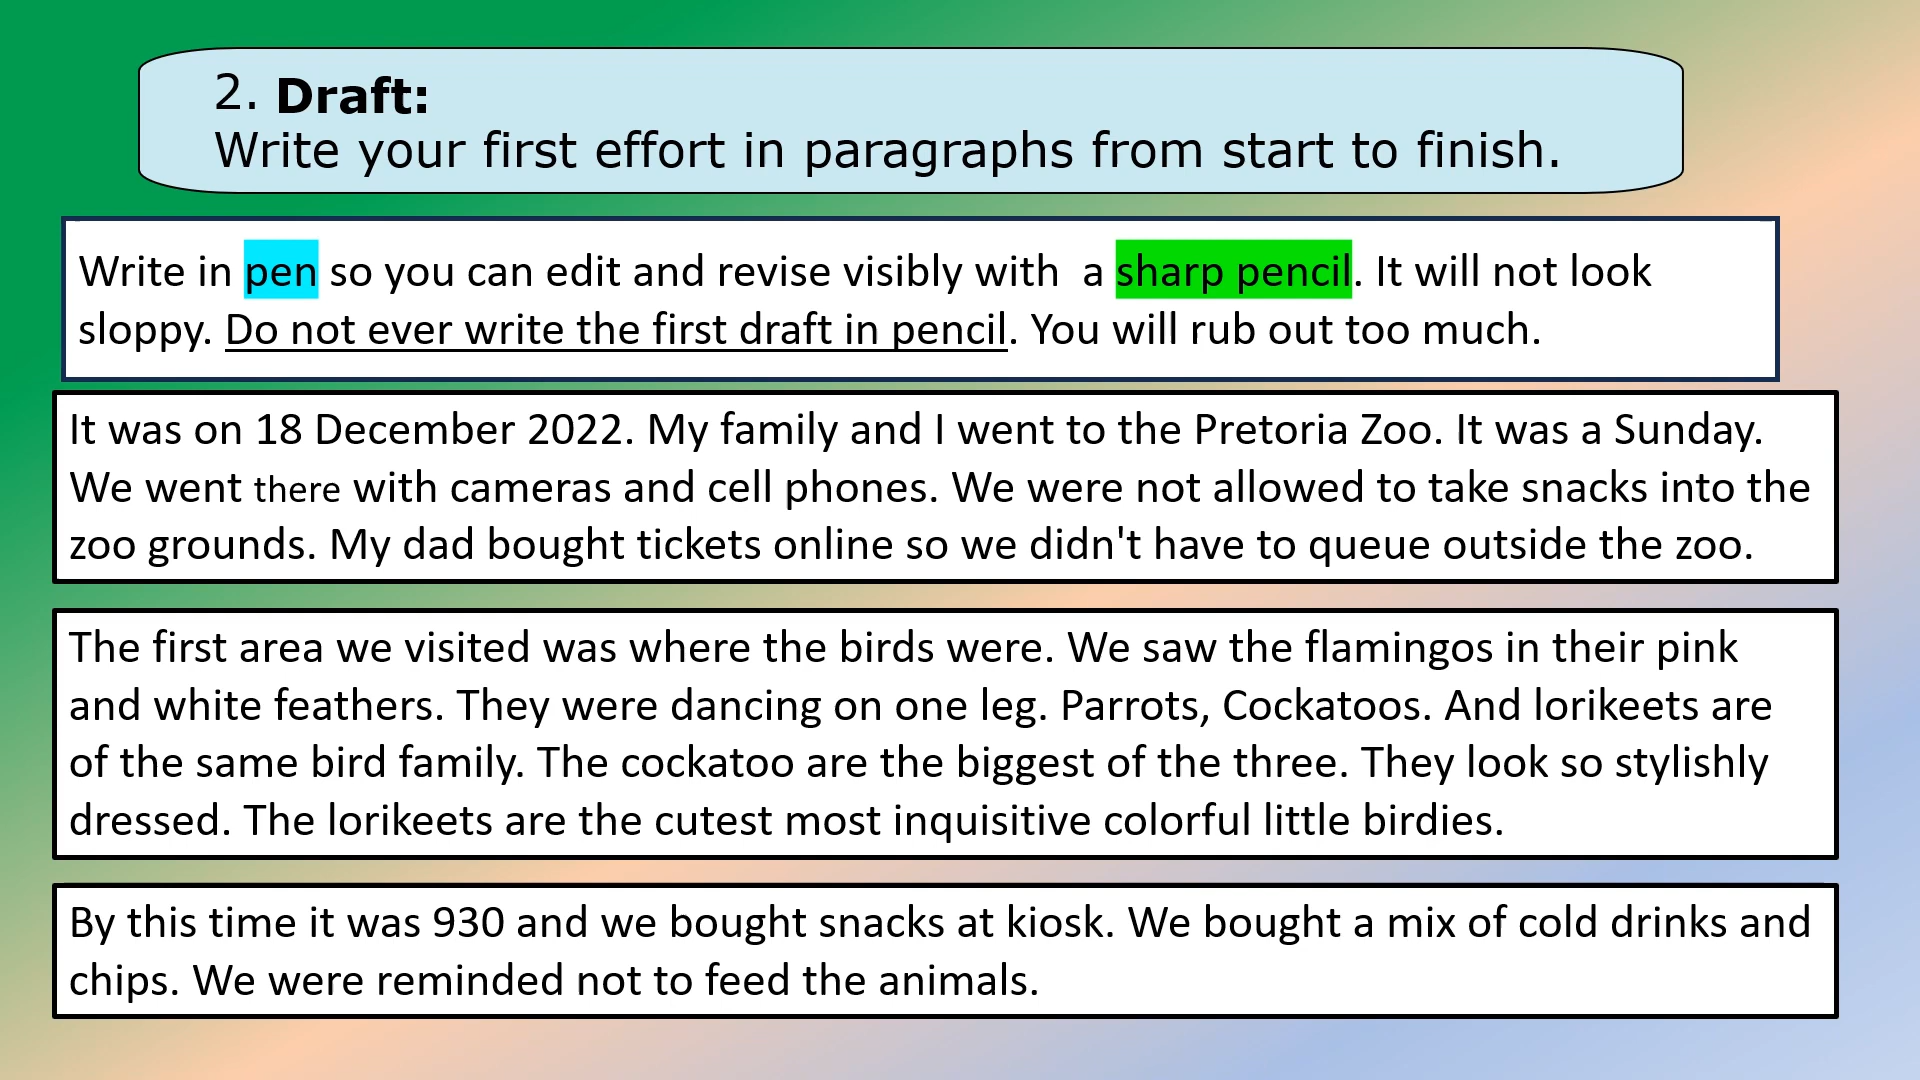 2. Draft:
Write your first effort in paragraphs from start to finish.
Write in pen so you can edit and revise visibly with  a sharp pencil. It will not look
sloppy. Do not ever write the first draft in pencil. You will rub out too much.
It was on 18 December 2022. My family and I went to the Pretoria Zoo. It was a Sunday.
We went there with cameras and cell phones. We were not allowed to take snacks into the
zoo grounds. My dad bought tickets online so we didn't have to queue outside the zoo.
The first area we visited was where the birds were. We saw the flamingos in their pink
and white feathers. They were dancing on one leg. Parrots, Cockatoos. And lorikeets are
of the same bird family. The cockatoo are the biggest of the three. They look so stylishly
dressed. The lorikeets are the cutest most inquisitive colorful little birdies.
By this time it was 930 and we bought snacks at kiosk. We bought a mix of cold drinks and
chips. We were reminded not to feed the animals.